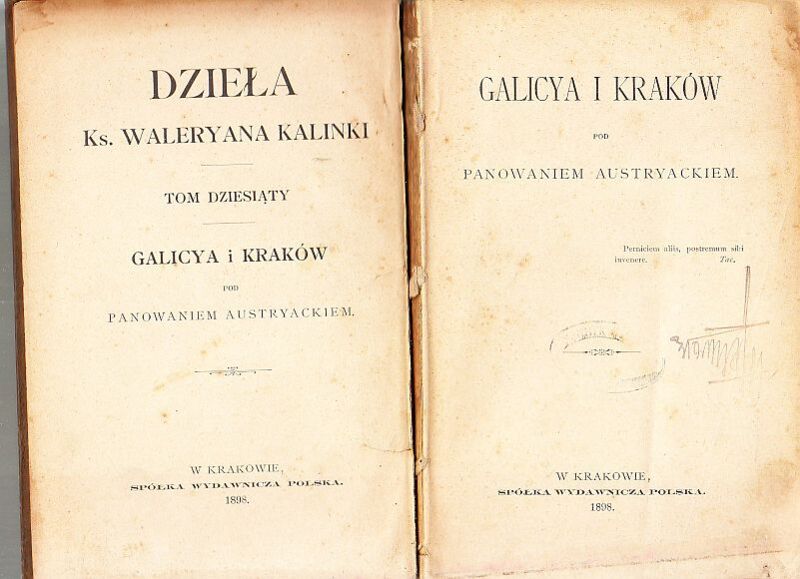 DZIEŁA
Ks. WALERYANA KALINKI
TOM DZIESIĄTY
GALICYA i KRAKÓW
POD
PANOWANIEM AUSTRYACKIEM.
W KRAKOWIE,
SPÓŁKA WYDAWNICZA POLSKA.
1898.
GALICYA I KRAKÓW
POD
PANOWANIEM AUSTRYACKIEM.
Perniciem aliis, postremum sibi
invenere. Tac,
W KRAKOWIE,
SPÓŁKA WYDAWNICZA POLSKA.
1898.